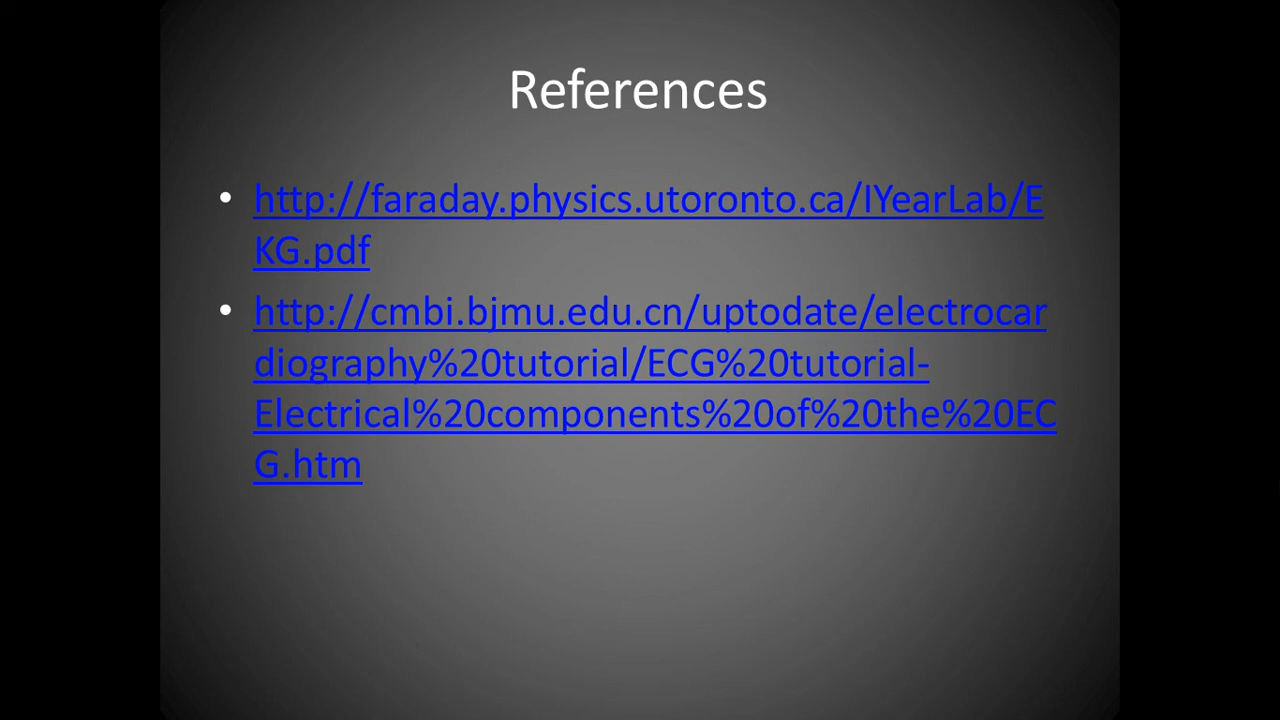 References
• http://faraday.physics.utoronto.ca/IYearLab/E
KG.pdf
• http://cmbi.bjmu.edu.cn/uptodate/electrocar
diography%20tutorial/ECG%20tutorial-
Electrical%20components%20of%20the%20EC
G.htm